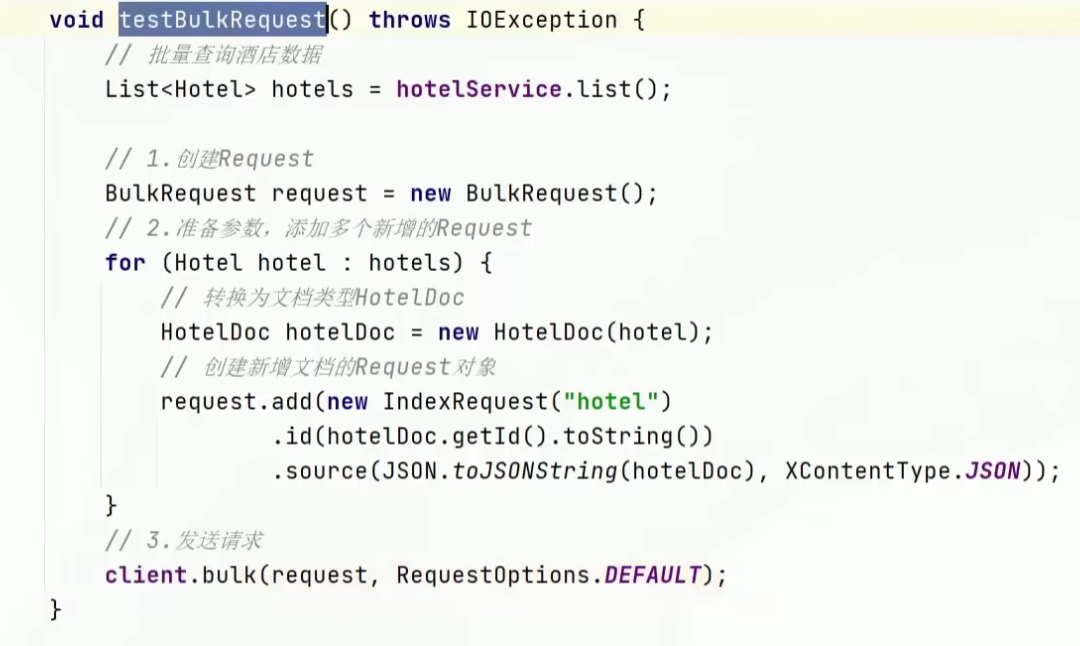 void testBulkRequest() throws IOException {
// 批量查询酒店数据
List<Hotel> hotels = hotelService.list();
// 1.创建Request
BulkRequest request = new BulkRequest();
// 2.准备参数，添加多个新增的Request
for (Hotel hotel : hotels) {
// 转换为文档类型HotelDoc
HotelDoc hotelDoc = new HotelDoc(hotel);
// 创建新增文档的Request对象
request.add(new IndexRequest("hotel")
.id(hotelDoc.getId().toString())
.source(JSON.toJSONString(hotelDoc), XContentType.JSON));
}
// 3.发送请求
client.bulk(request, RequestOptions.DEFAULT);
}